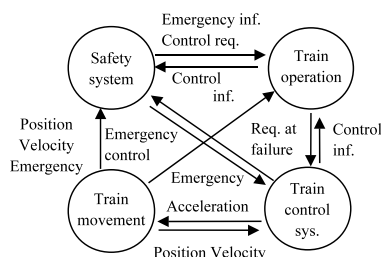 Emergency inf.
Control req.
Safety
system
Train
operation
Control
inf.
Position
Velocity
Emergency
Emergency
control
Req. at
failure
Control
inf.
Emergency
Train
movement
Acceleration
Train
control
sys.
Position Velocity